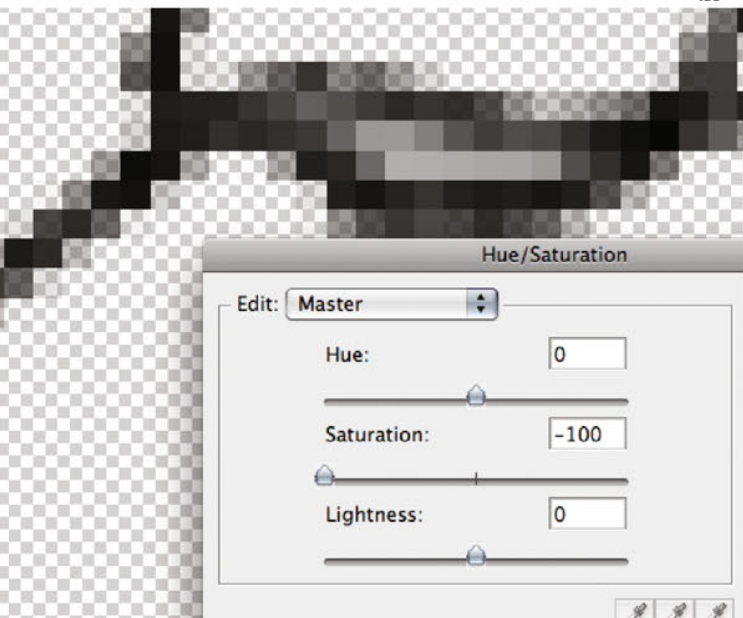 Hue/Saturation
Edit: Master
Hue: 0
Saturation: -100
Lightness: 0